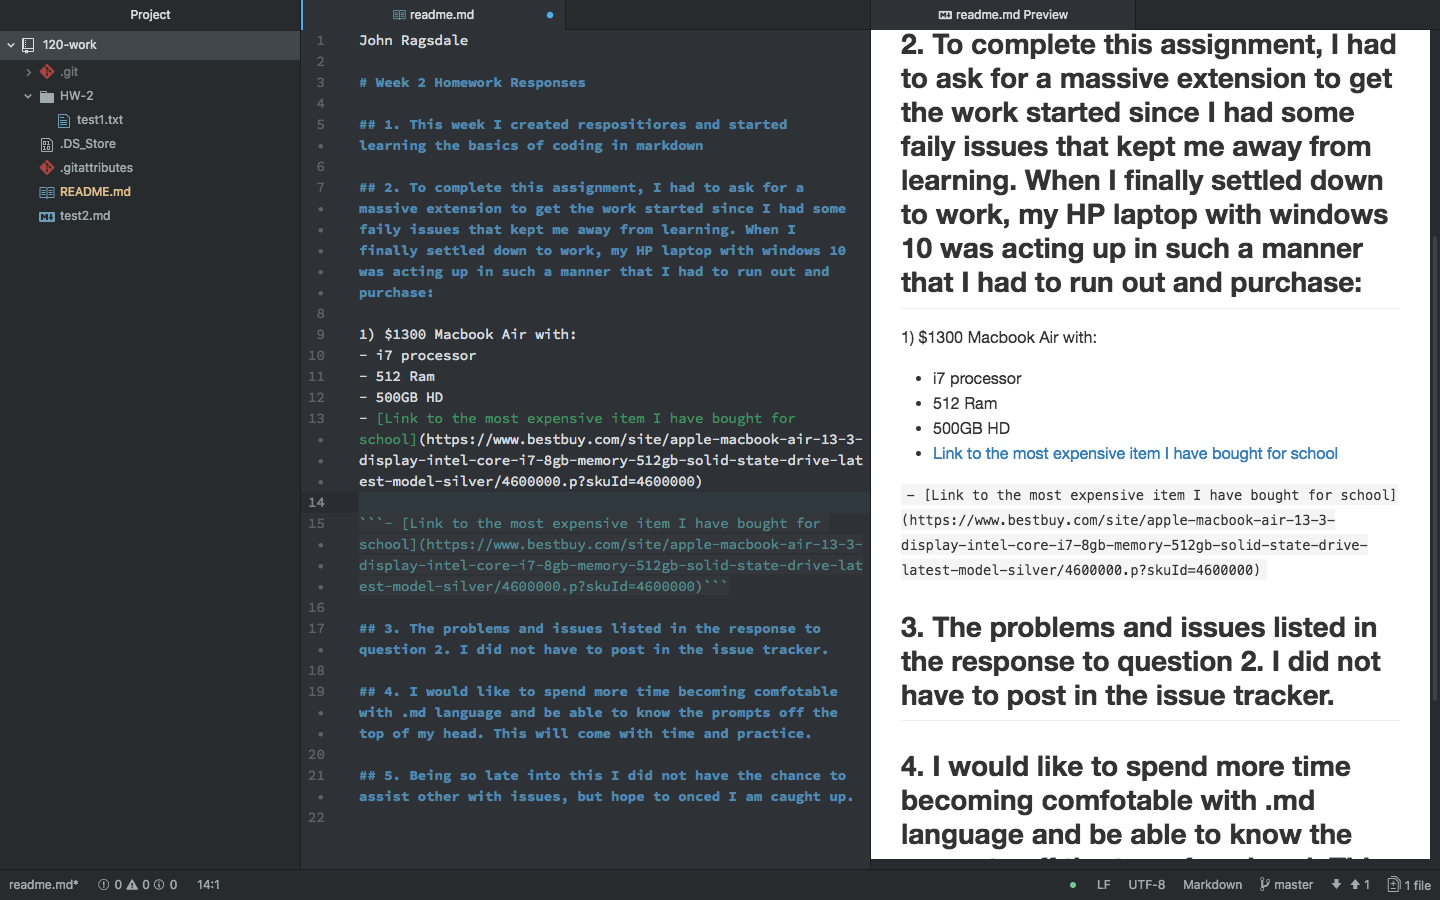 Project
120-work
.git
HW-2
test1.txt
.DS_Store
.gitattributes
README.md
test2.md
readme.md
1 John Ragsdale
2
3 # Week 2 Homework Responses
4
5 ## 1. This week I created respositiores and started
learning the basics of coding in markdown
6
7 ## 2. To complete this assignment, I had to ask for a
massive extension to get the work started since I had some
faily issues that kept me away from learning. When I
finally settled down to work, my HP laptop with windows 10
was acting up in such a manner that I had to run out and
purchase:
8
9 1) $1300 Macbook Air with:
10 - i7 processor
11 - 512 Ram
12 - 500GB HD
13 - [Link to the most expensive item I have bought for
school](https://www.bestbuy.com/site/apple-macbook-air-13-3-
display-intel-core-i7-8gb-memory-512gb-solid-state-drive-lat
est-model-silver/4600000.p?skuId=4600000)
14
15 ```- [Link to the most expensive item I have bought for
school](https://www.bestbuy.com/site/apple-macbook-air-13-3-
display-intel-core-i7-8gb-memory-512gb-solid-state-drive-lat
est-model-silver/4600000.p?skuId=4600000)```
16
17 ## 3. The problems and issues listed in the response to
question 2. I did not have to post in the issue tracker.
18
19 ## 4. I would like to spend more time becoming comfotable
with .md language and be able to know the prompts off the
top of my head. This will come with time and practice.
20
21 ## 5. Being so late into this I did not have the chance to
assist other with issues, but hope to onced I am caught up.
22
readme.md Preview
2. To complete this assignment, I had
to ask for a massive extension to get
the work started since I had some
faily issues that kept me away from
learning. When I finally settled down
to work, my HP laptop with windows
10 was acting up in such a manner
that I had to run out and purchase:
1) $1300 Macbook Air with:
• i7 processor
• 512 Ram
• 500GB HD
• Link to the most expensive item I have bought for school
- [Link to the most expensive item I have bought for school]
(https://www.bestbuy.com/site/apple-macbook-air-13-3-
display-intel-core-i7-8gb-memory-512gb-solid-state-drive-
latest-model-silver/4600000.p?skuId=4600000)
3. The problems and issues listed in
the response to question 2. I did not
have to post in the issue tracker.
4. I would like to spend more time
becoming comfotable with .md
language and be able to know the
readme.md* 0 0 0 14:1 LF UTF-8 Markdown master 1 1 file